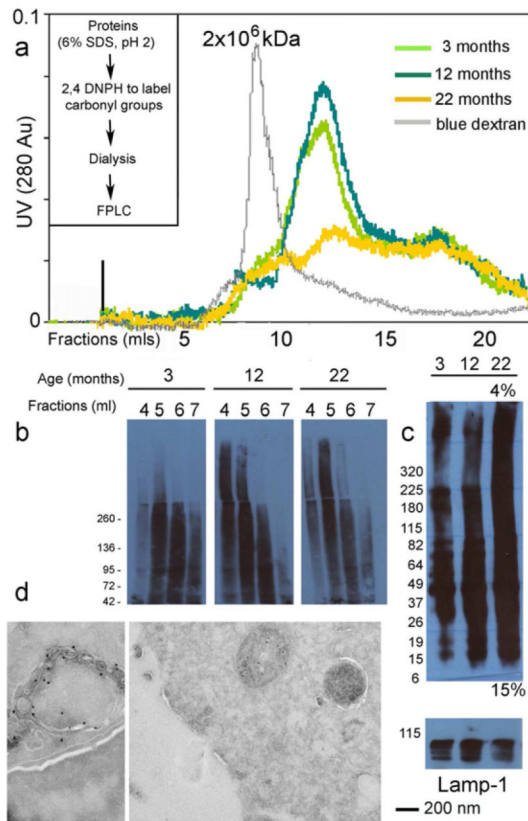 a
0.1
UV (280 Au)
0
Proteins
(6% SDS, pH 2)
2,4 DNPH to label
carbonyl groups
Dialysis
FPLC
2x10⁶kDa
3 months
12 months
22 months
blue dextran
Fractions (mls)
5
10
15
20
Age (months)
3
12
22
Fractions (ml)
4 5 6 7
4 5 6 7
4 5 6 7
b
260 -
136 -
95 -
72 -
42 -
c
3 12 22
4%
320
225
180
115
82
64
49
37
26
19
15
6
15%
115
Lamp-1
200 nm
d